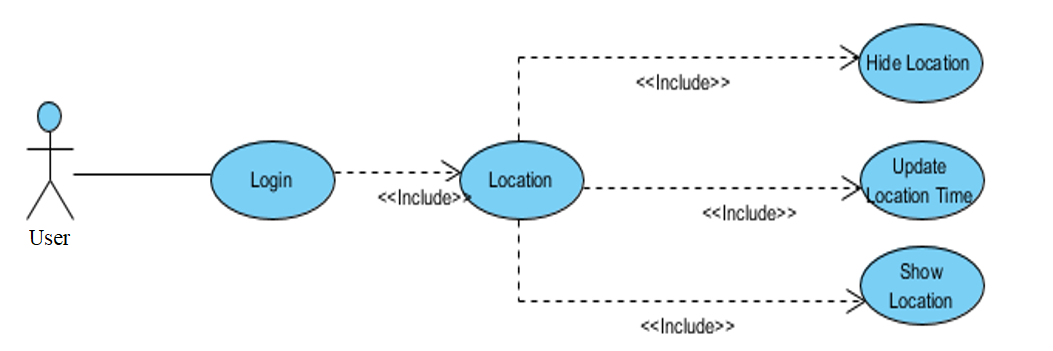 <<Include>>
Hide Location
Login
<<Include>>
Location
<<Include>>
Update
Location Time
User
<<Include>>
Show
Location